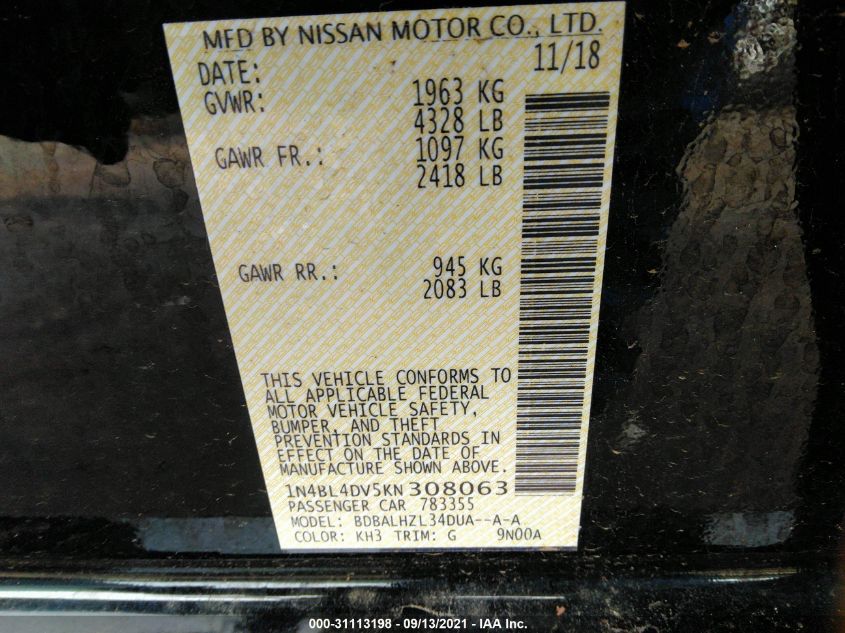 MFD BY NISSAN MOTOR CO., LTD.
DATE: 11/18
GVWR: 1963 KG
4328 LB
GAWR FR.: 1097 KG
2418 LB
GAWR RR.: 945 KG
2083 LB
THIS VEHICLE CONFORMS TO
ALL APPLICABLE FEDERAL
MOTOR VEHICLE SAFETY,
BUMPER, AND THEFT
PREVENTION STANDARDS IN
EFFECT ON THE DATE OF
MANUFACTURE SHOWN ABOVE.
1N4BL4DV5KN308063
PASSENGER CAR 783355
MODEL: BDBALHZL34DUA--A-A
COLOR: KH3 TRIM: G 9N00A
000-31113198 - 09/13/2021 - IAA Inc.